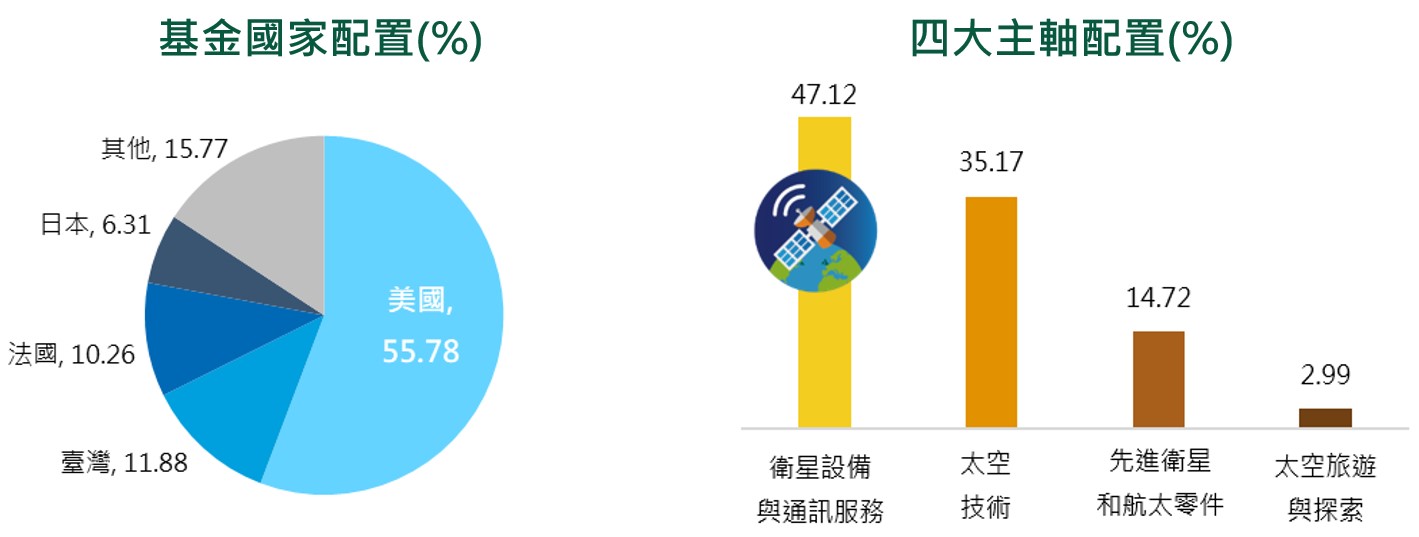 基金國家配置(%)
其他, 15.77
日本, 6.31
法國, 10.26
臺灣, 11.88
美國,
55.78
四大主軸配置(%)
47.12
35.17
14.72
2.99
衛星設備
與通訊服務
太空
技術
先進衛星
和航太零件
太空旅遊
與探索